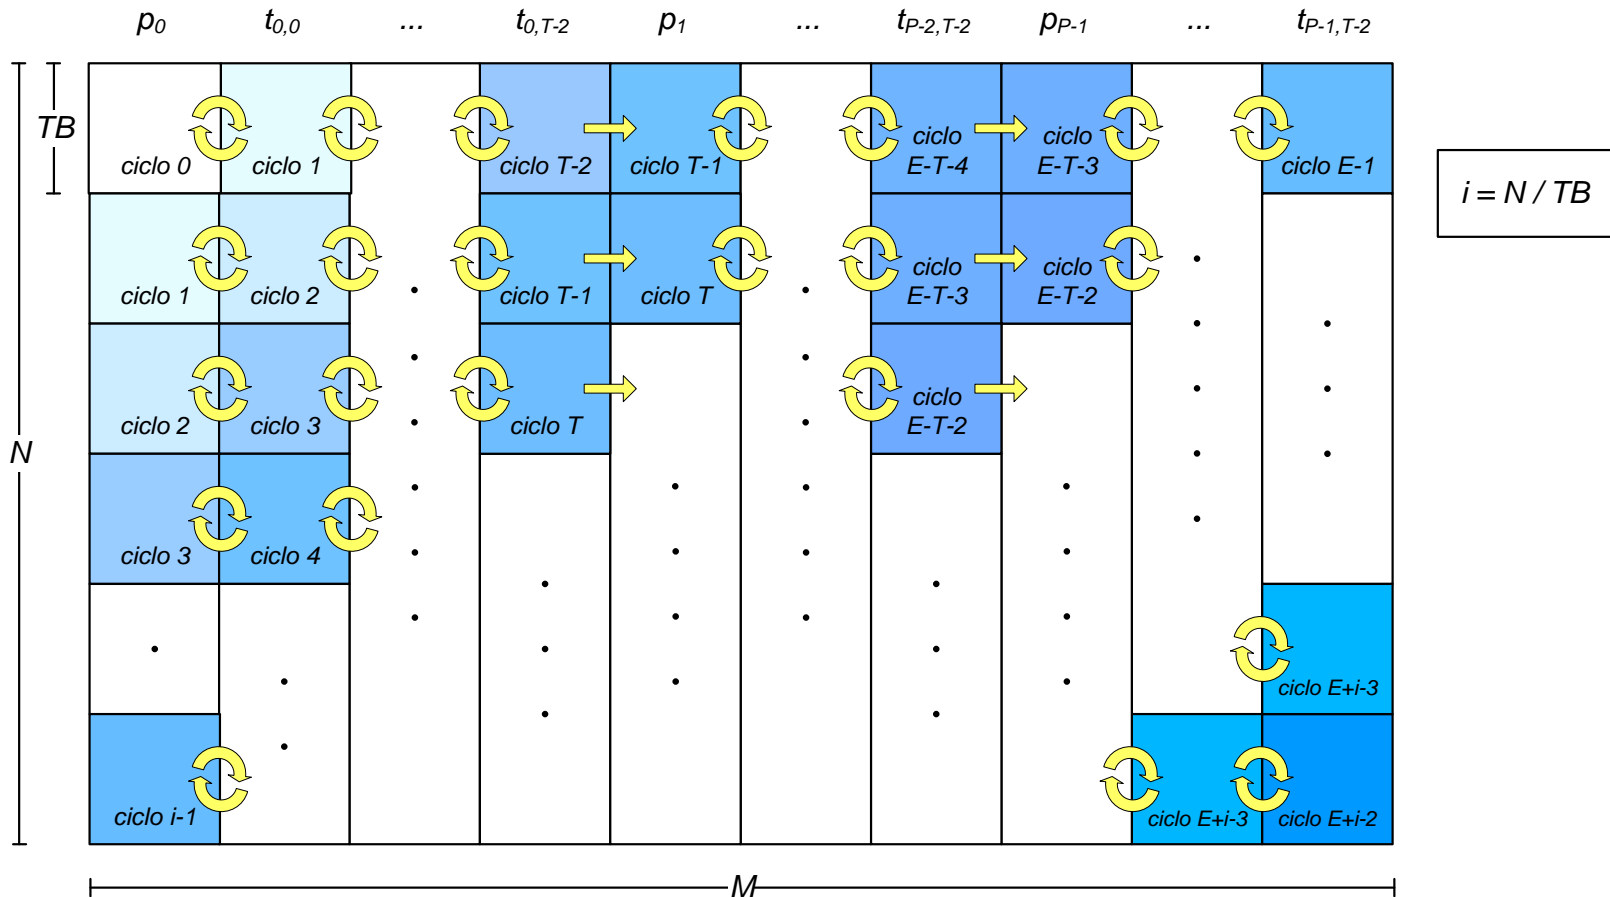 p0 t0,0 ... t0,T-2 p1 ... tP-2,T-2 pP-1 ... tP-1,T-2
TB
ciclo 0 ciclo 1 ciclo T-2 ciclo T-1 ciclo E-T-4 ciclo E-T-3 ciclo E-1
i = N / TB
ciclo 1 ciclo 2 ciclo T-1 ciclo T ciclo E-T-3 ciclo E-T-2
ciclo 2 ciclo 3 ciclo T ciclo E-T-2
N
ciclo 3 ciclo 4
ciclo E+i-3
ciclo i-1 ciclo E+i-3 ciclo E+i-2
M